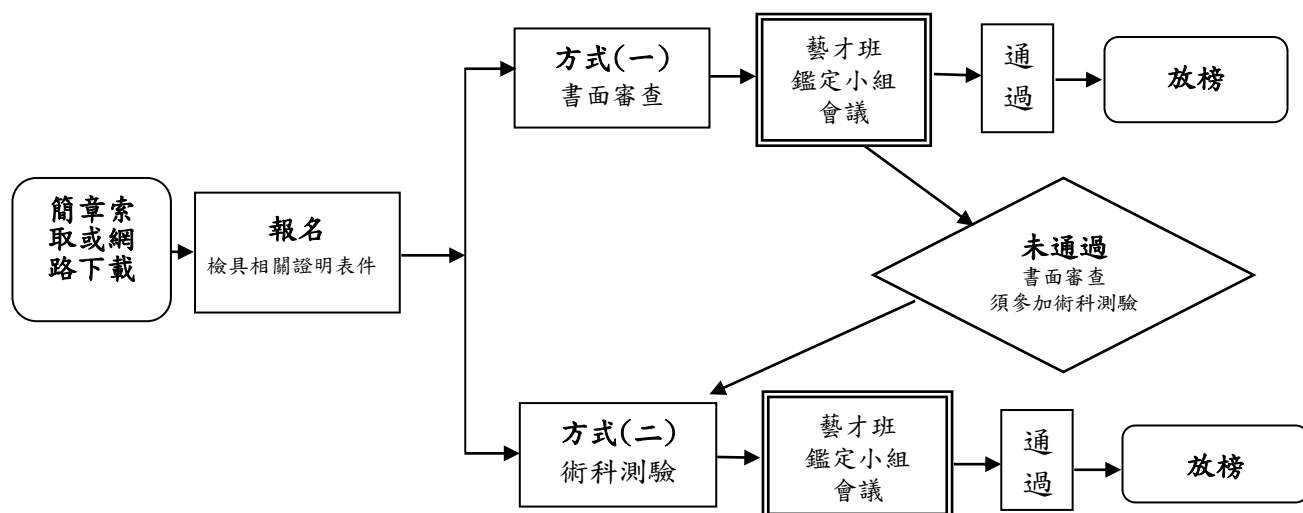 簡章索
取或網
路下載
報名
檢具相關證明表件
方式(一)
書面審查
藝才班
鑑定小組
會議
通
過
放榜
未通過
書面審查
須參加術科測驗
方式(二)
術科測驗
藝才班
鑑定小組
會議
通
過
放榜